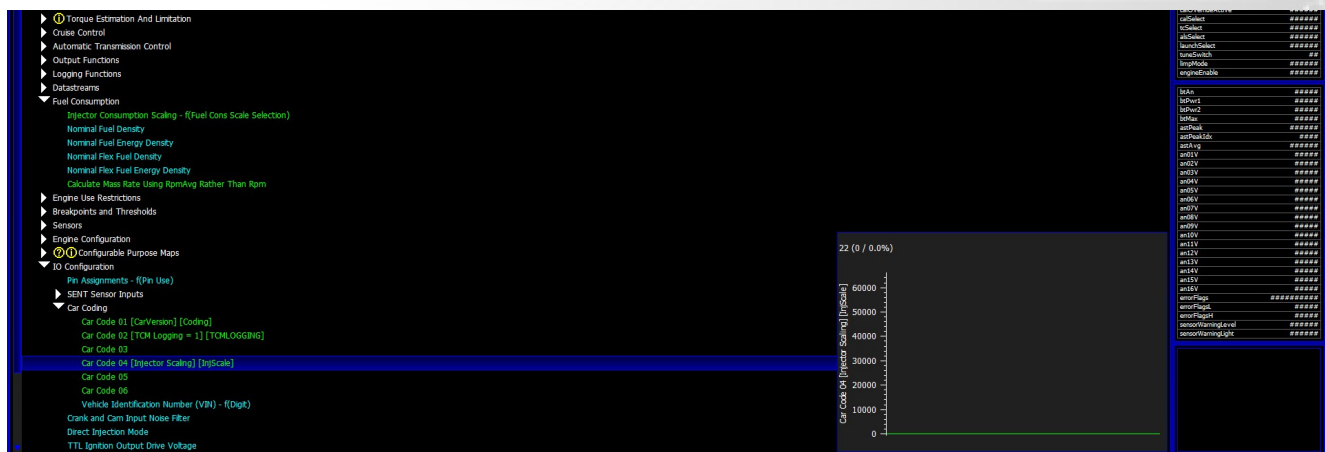 Torque Estimation And Limitation
Cruise Control
Automatic Transmission Control
Output Functions
Logging Functions
Datastreams
Fuel Consumption
Injector Consumption Scaling - f(Fuel Cons Scale Selection)
Nominal Fuel Density
Nominal Fuel Energy Density
Nominal Flex Fuel Density
Nominal Flex Fuel Energy Density
Calculate Mass Rate Using RpmAvg Rather Than Rpm
Engine Use Restrictions
Breakpoints and Thresholds
Sensors
Engine Configuration
Configurable Purpose Maps
IO Configuration
Pin Assignments - f(Pin Use)
SENT Sensor Inputs
Car Coding
Car Code 01 [CarVersion] [Coding]
Car Code 02 [TCM Logging = 1] [TCMLOGGING]
Car Code 03
Car Code 04 [Injector Scaling] [InjScale]
Car Code 05
Car Code 06
Vehicle Identification Number (VIN) - f(Digit)
Crank and Cam Input Noise Filter
Direct Injection Mode
TTL Ignition Output Drive Voltage
22 (0 / 0.0%)
Car Code 04 [Injector Scaling] [InjScale]
60000
50000
40000
30000
20000
10000
0
calSelect ######
tcSelect ######
alsSelect ######
launchSelect ######
tuneSwitch ##
limpMode ######
engineEnable ######
btAn #####
btPwr1 #####
btPwr2 #####
btMax #####
astPeak ######
astPeakIdx ####
astAvg ######
an01V #####
an02V #####
an03V #####
an04V #####
an05V #####
an06V #####
an07V #####
an08V #####
an09V #####
an10V #####
an11V #####
an12V #####
an13V #####
an14V #####
an15V #####
an16V #####
errorFlags ##########
errorFlagsL #####
errorFlagsH #####
sensorWarningLevel ######
sensorWarningLight ######